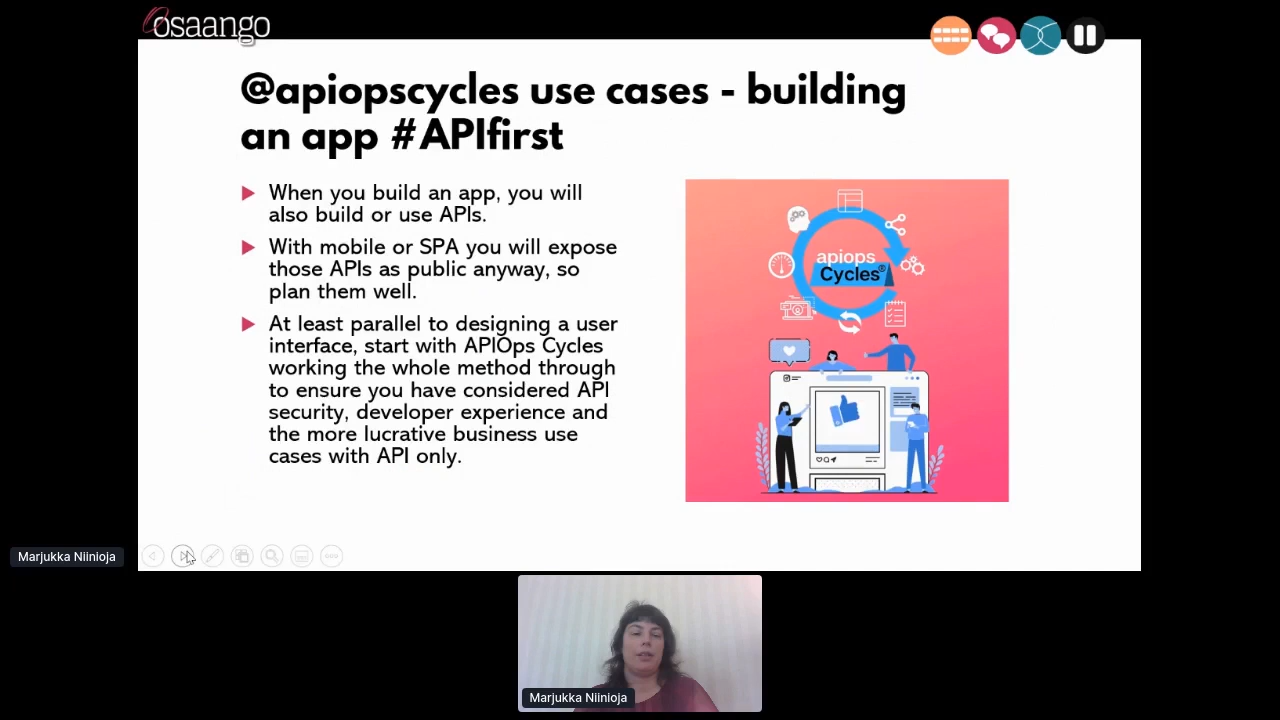 osaango
@apiopscycles use cases - building
an app #APIfirst
When you build an app, you will
also build or use APIs.
With mobile or SPA you will expose
those APIs as public anyway, so
plan them well.
At least parallel to designing a user
interface, start with APIOps Cycles
working the whole method through
to ensure you have considered API
security, developer experience and
the more lucrative business use
cases with API only.
apiops
Cycles®
Marjukka Niinioja
Marjukka Niinioja